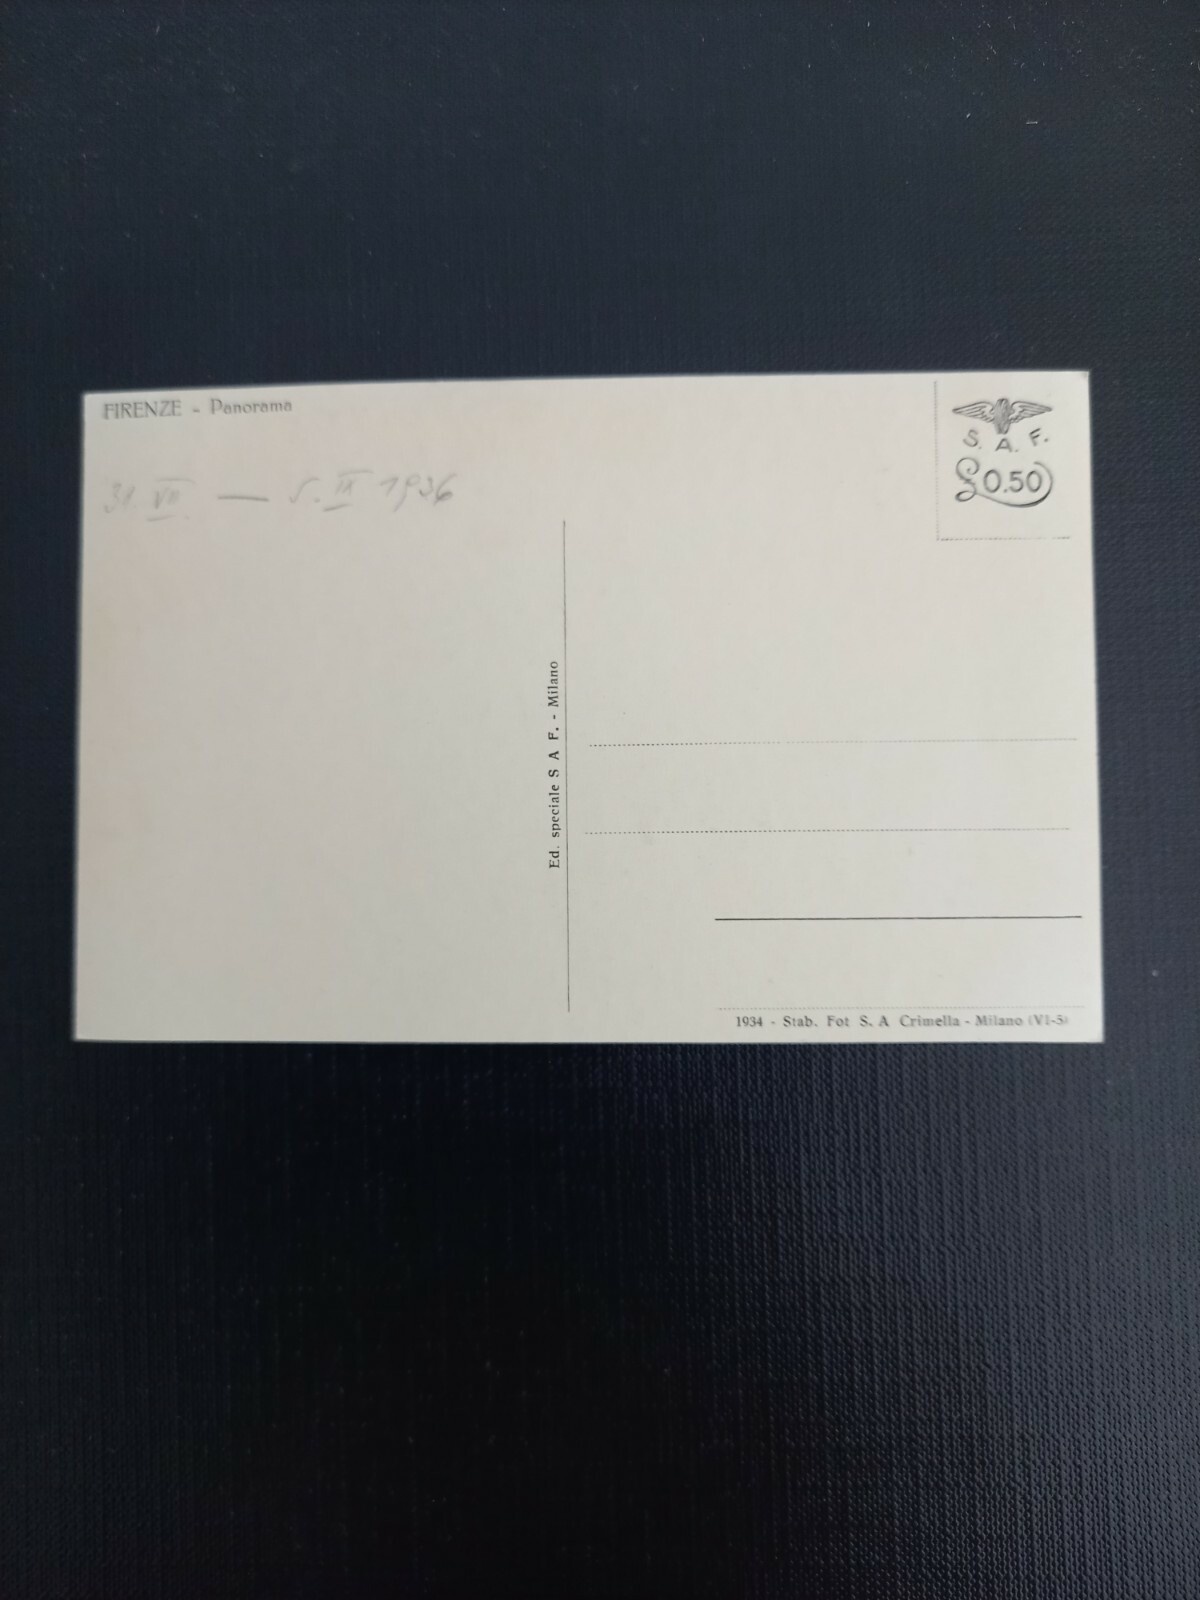 FIRENZE - Panorama
S. A. F.
£ 0.50
31. VII — 5. IX 1936
Ed. speciale S A F. - Milano
1934 - Stab. Fot S. A Crimella - Milano (VI-5)